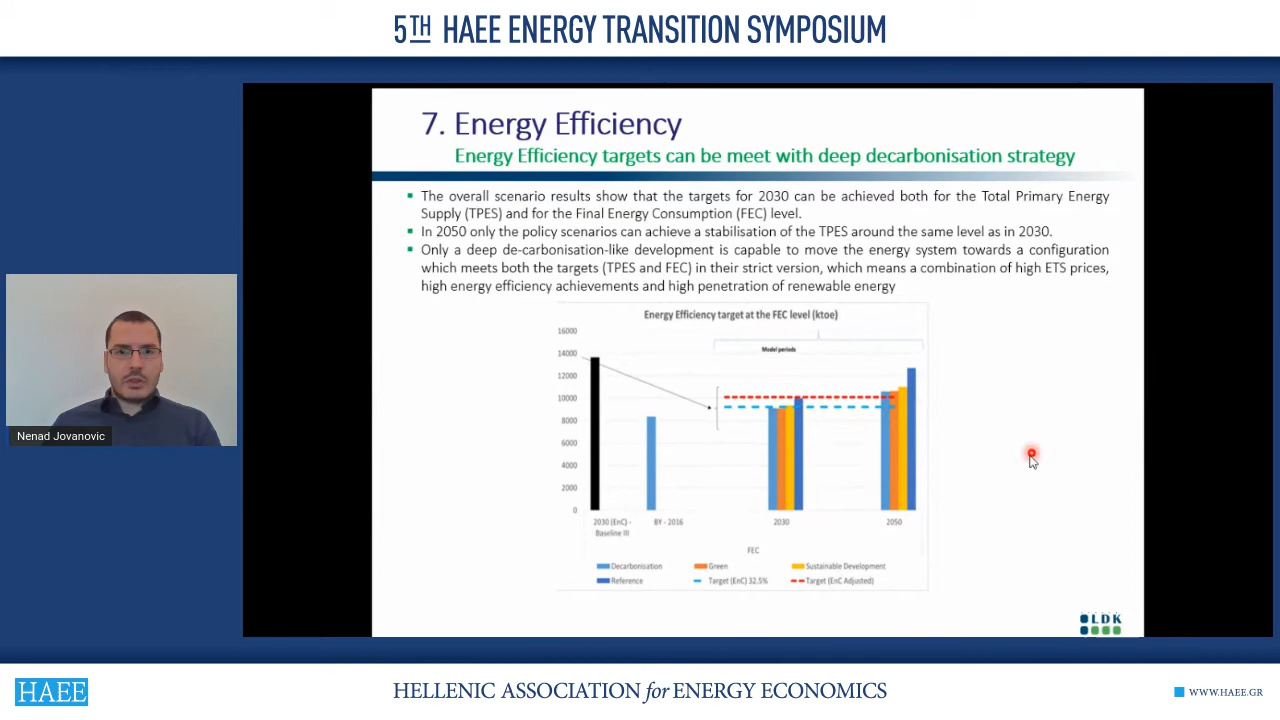 5TH HAEE ENERGY TRANSITION SYMPOSIUM
7. Energy Efficiency
Energy Efficiency targets can be meet with deep decarbonisation strategy
The overall scenario results show that the targets for 2030 can be achieved both for the Total Primary Energy
Supply (TPES) and for the Final Energy Consumption (FEC) level.
In 2050 only the policy scenarios can achieve a stabilisation of the TPES around the same level as in 2030.
Only a deep de-carbonisation-like development is capable to move the energy system towards a configuration
which meets both the targets (TPES and FEC) in their strict version, which means a combination of high ETS prices,
high energy efficiency achievements and high penetration of renewable energy
Energy Efficiency target at the FEC level (ktoe)
16000
14000
12000
10000
8000
6000
4000
2000
0
Model periods
2030 (EnC) -
Baseline III
BY - 2016
2030
2050
FEC
Decarbonisation
Green
Sustainable Development
Reference
Target (EnC) 32.5%
Target (EnC Adjusted)
LDK
Nenad Jovanovic
HAEE
HELLENIC ASSOCIATION for ENERGY ECONOMICS
WWW.HAEE.GR